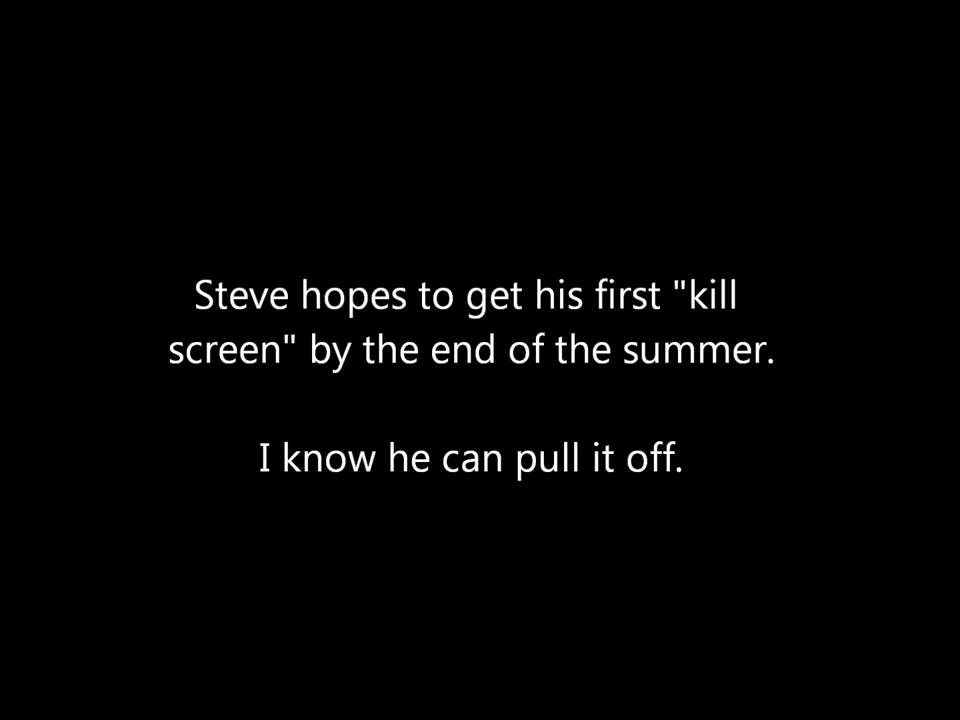 Steve hopes to get his first "kill
screen" by the end of the summer.
I know he can pull it off.